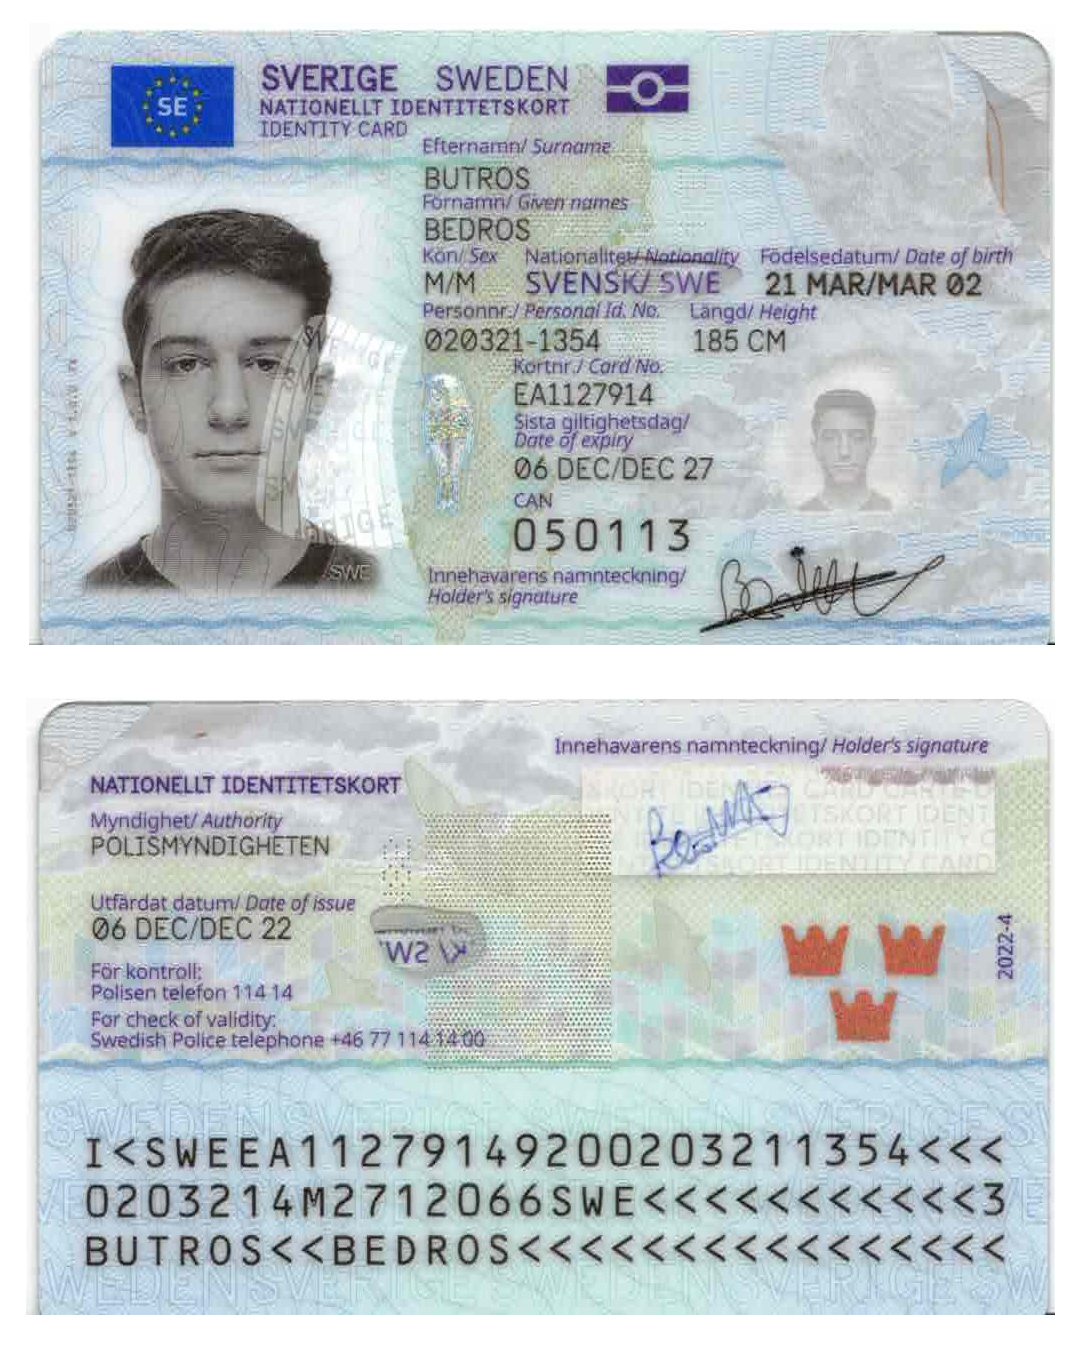 SE
SVERIGE SWEDEN
NATIONELLT IDENTITETSKORT
IDENTITY CARD
Efternamn/ Surname
BUTROS
Förnamn/ Given names
BEDROS
Kön/ Sex Nationalitet/ Nationality Födelsedatum/ Date of birth
M/M SVENSK/ SWE 21 MAR/MAR 02
Personnr./ Personal Id. No. Längd/ Height
020321-1354 185 CM
Kortnr./ Card No.
EA1127914
Sista giltighetsdag/
Date of expiry
06 DEC/DEC 27
CAN
050113
Innehavarens namnteckning/
Holder's signature
SWE
Innehavarens namnteckning/ Holder's signature
NATIONELLT IDENTITETSKORT
Myndighet/ Authority
POLISMYNDIGHETEN
Utfärdat datum/ Date of issue
06 DEC/DEC 22
För kontroll:
Polisen telefon 114 14
For check of validity:
Swedish Police telephone +46 77 114 14 00
2022-4
I<SWEEA11279149200203211354<<<
0203214M2712066SWE<<<<<<<<<<<3
BUTROS<<BEDROS<<<<<<<<<<<<<<<<